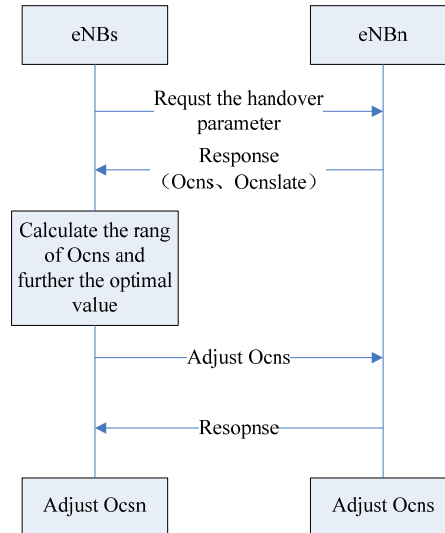 eNBs
eNBn
Requst the handover
parameter
Response
(Ocns、Ocnslate)
Calculate the rang
of Ocns and
further the optimal
value
Adjust Ocns
Resopnse
Adjust Ocsn
Adjust Ocns